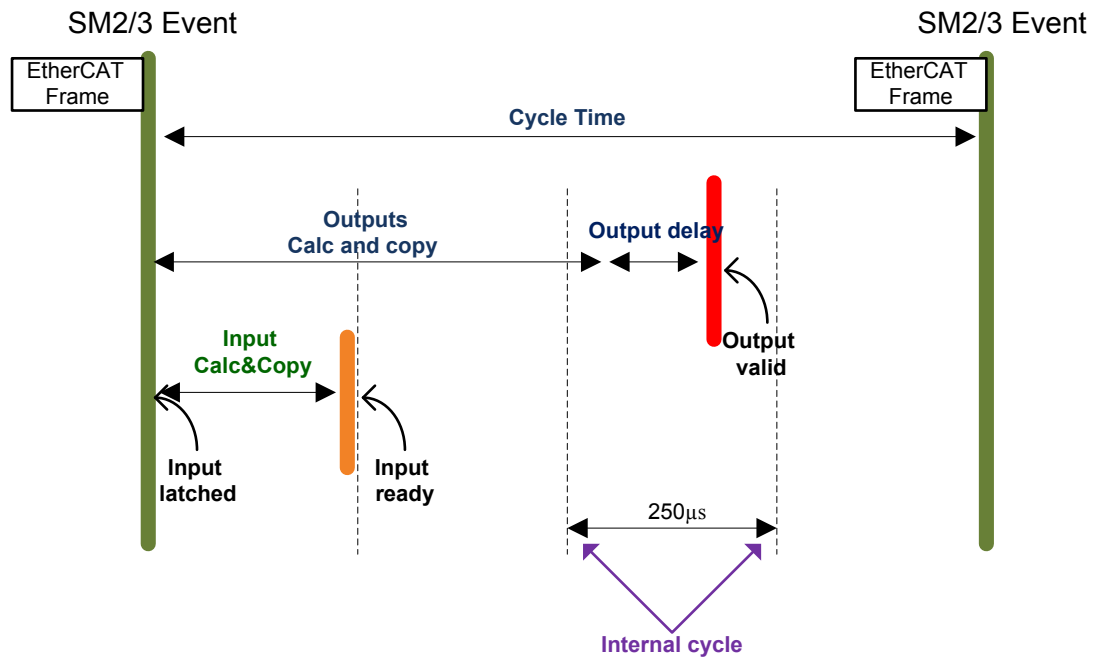 SM2/3 Event
SM2/3 Event
EtherCAT
Frame
EtherCAT
Frame
Cycle Time
Outputs
Calc and copy
Output delay
Output
valid
Input
Calc&Copy
Input
latched
Input
ready
250µs
Internal cycle